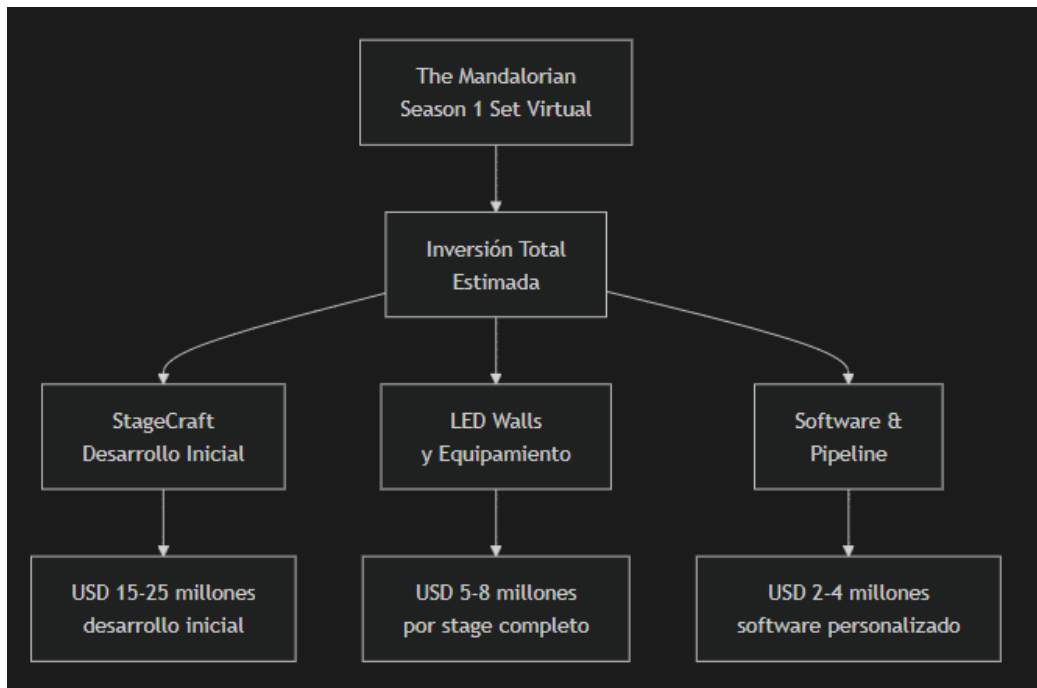 The Mandalorian
Season 1 Set Virtual
Inversión Total
Estimada
StageCraft
Desarrollo Inicial
LED Walls
y Equipamiento
Software &
Pipeline
USD 15-25 millones
desarrollo inicial
USD 5-8 millones
por stage completo
USD 2-4 millones
software personalizado